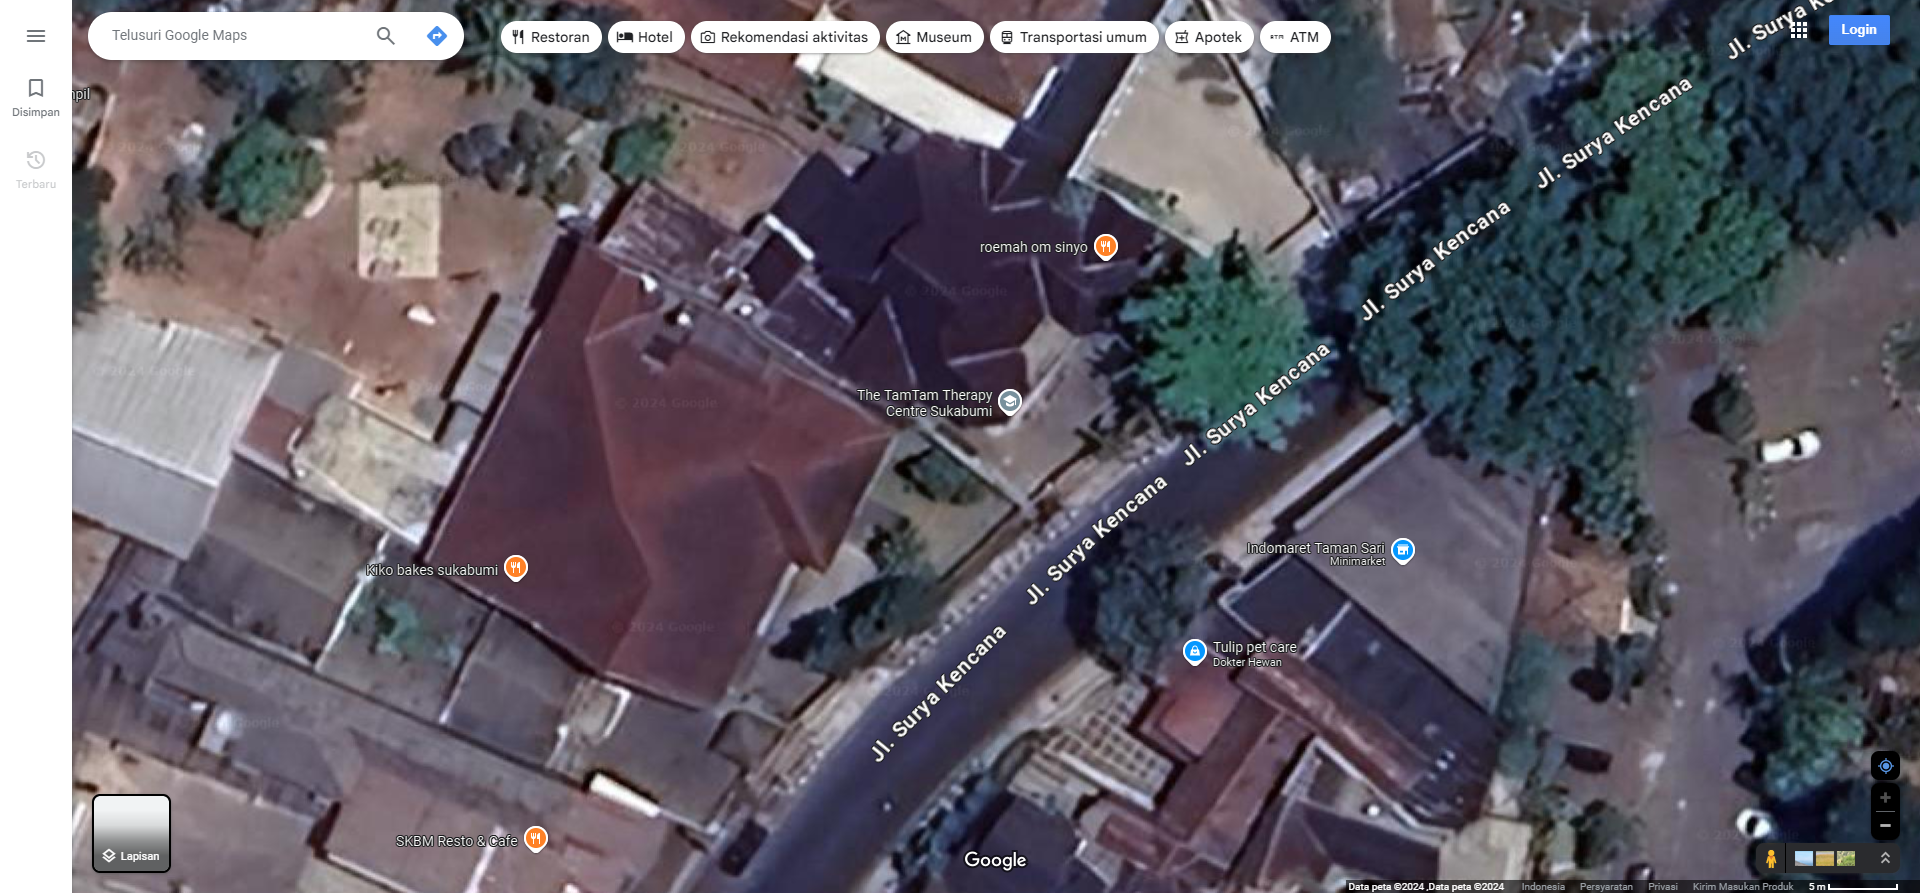 Telusuri Google Maps
Restoran
Hotel
Rekomendasi aktivitas
Museum
Transportasi umum
Apotek
ATM
Login
Disimpan
Terbaru
Jl. Surya Kencana
Jl. Surya Kencana
Jl. Surya Kencana
Jl. Surya Kencana
Jl. Surya Kencana
roemah om sinyo
The TamTam Therapy
Centre Sukabumi
Kiko bakes sukabumi
Indomaret Taman Sari
Minimarket
Tulip pet care
Dokter Hewan
SKBM Resto & Cafe
Lapisan
Google
Data peta ©2024 ,Data peta ©2024
Indonesia
Persyaratan
Privasi
Kirim Masukan Produk
5 m